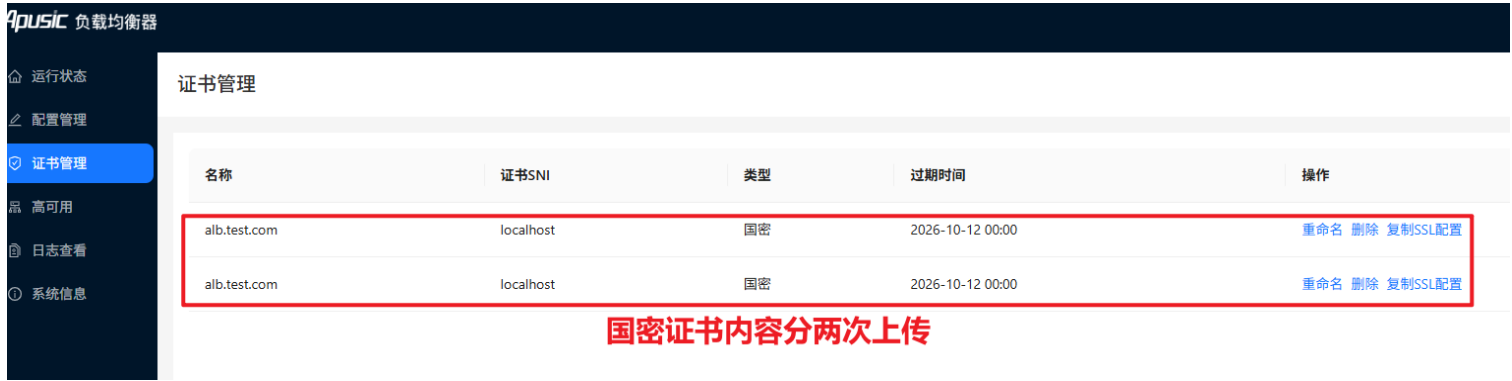 Apusic 负载均衡器
运行状态
配置管理
证书管理
高可用
日志查看
系统信息
证书管理
名称 证书SNI 类型 过期时间 操作
alb.test.com localhost 国密 2026-10-12 00:00 重命名 删除 复制SSL配置
alb.test.com localhost 国密 2026-10-12 00:00 重命名 删除 复制SSL配置
国密证书内容分两次上传